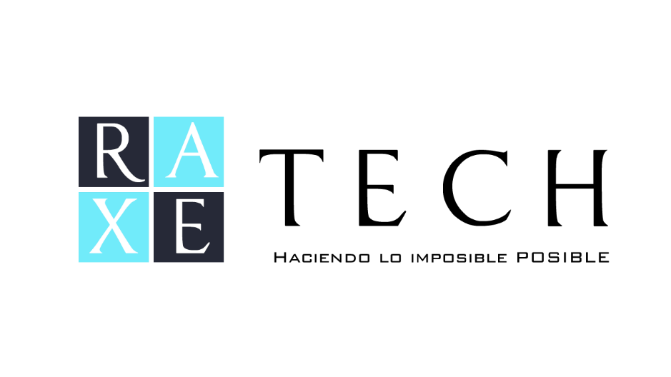 RA
XE
TECH
HACIENDO LO IMPOSIBLE POSIBLE